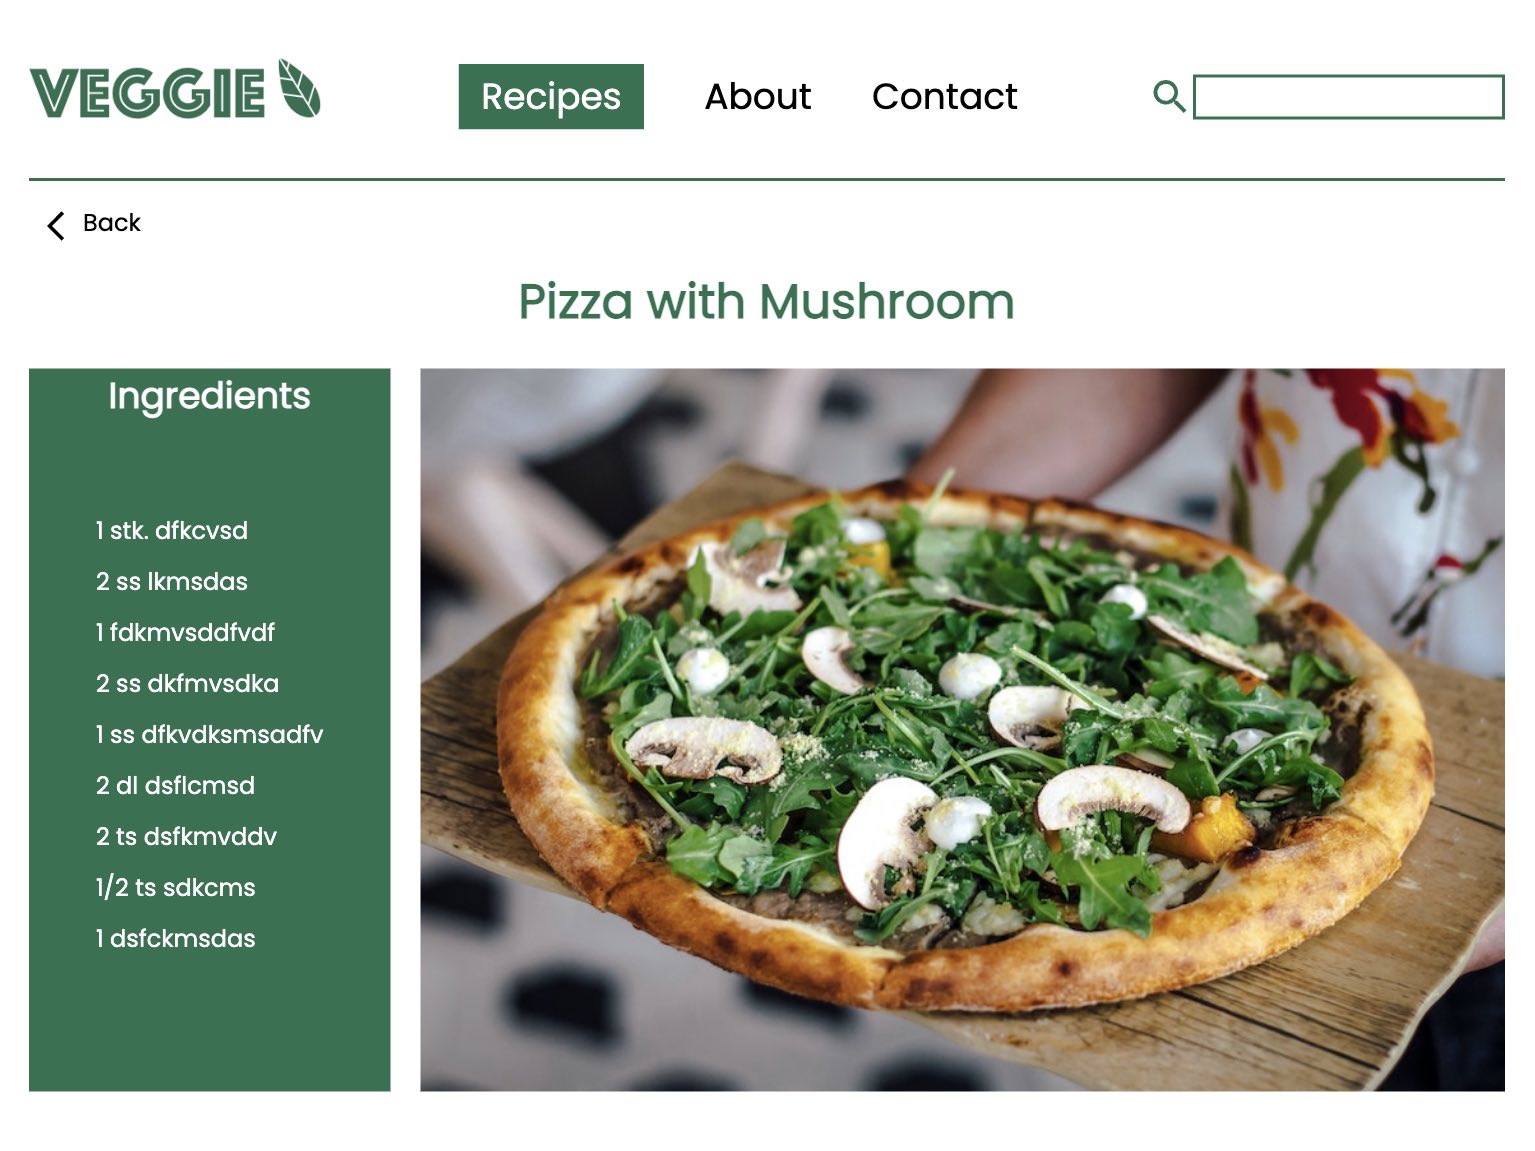 VEGGIE
Recipes About Contact
Back
Pizza with Mushroom
Ingredients
1 stk. dfkcvsd
2 ss lkmsdas
1 fdkmvsddfvdf
2 ss dkfmvsdka
1 ss dfkvdksmsadfv
2 dl dsflcmsd
2 ts dsfkmvddv
1/2 ts sdkcms
1 dsfckmsdas